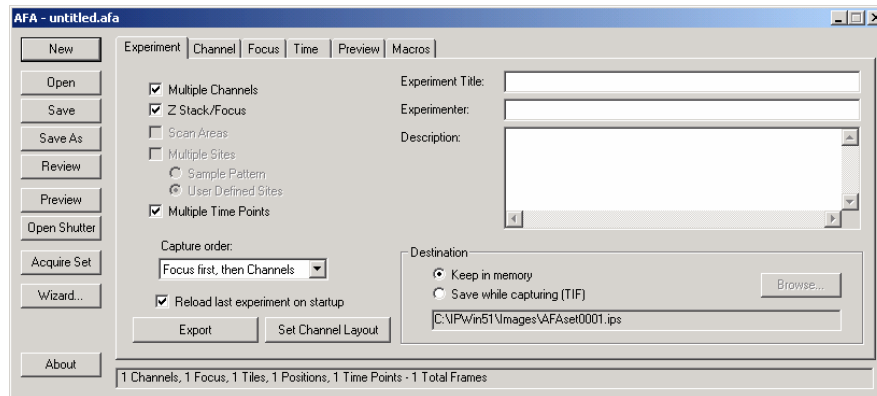 AFA - untitled.afa
New
Open
Save
Save As
Review
Preview
Open Shutter
Acquire Set
Wizard...
About
Experiment Channel Focus Time Preview Macros
Multiple Channels
Z Stack/Focus
Scan Areas
Multiple Sites
Sample Pattern
User Defined Sites
Multiple Time Points
Capture order:
Focus first, then Channels
Reload last experiment on startup
Export Set Channel Layout
Experiment Title:
Experimenter:
Description:
Destination
Keep in memory
Save while capturing (TIF)
Browse...
C:\IPWin51\Images\AFAset0001.ips
1 Channels, 1 Focus, 1 Tiles, 1 Positions, 1 Time Points - 1 Total Frames